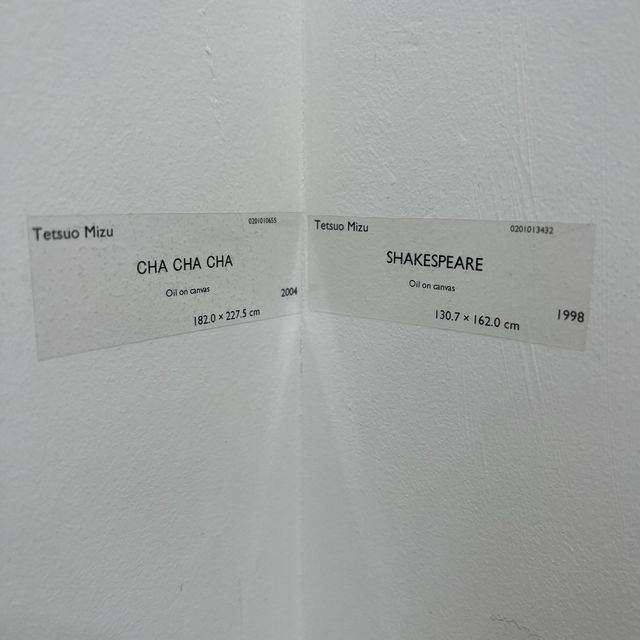 Tetsuo Mizu 0201010655
CHA CHA CHA
Oil on canvas
2004
182.0 × 227.5 cm
Tetsuo Mizu 0201013432
SHAKESPEARE
Oil on canvas
130.7 × 162.0 cm 1998